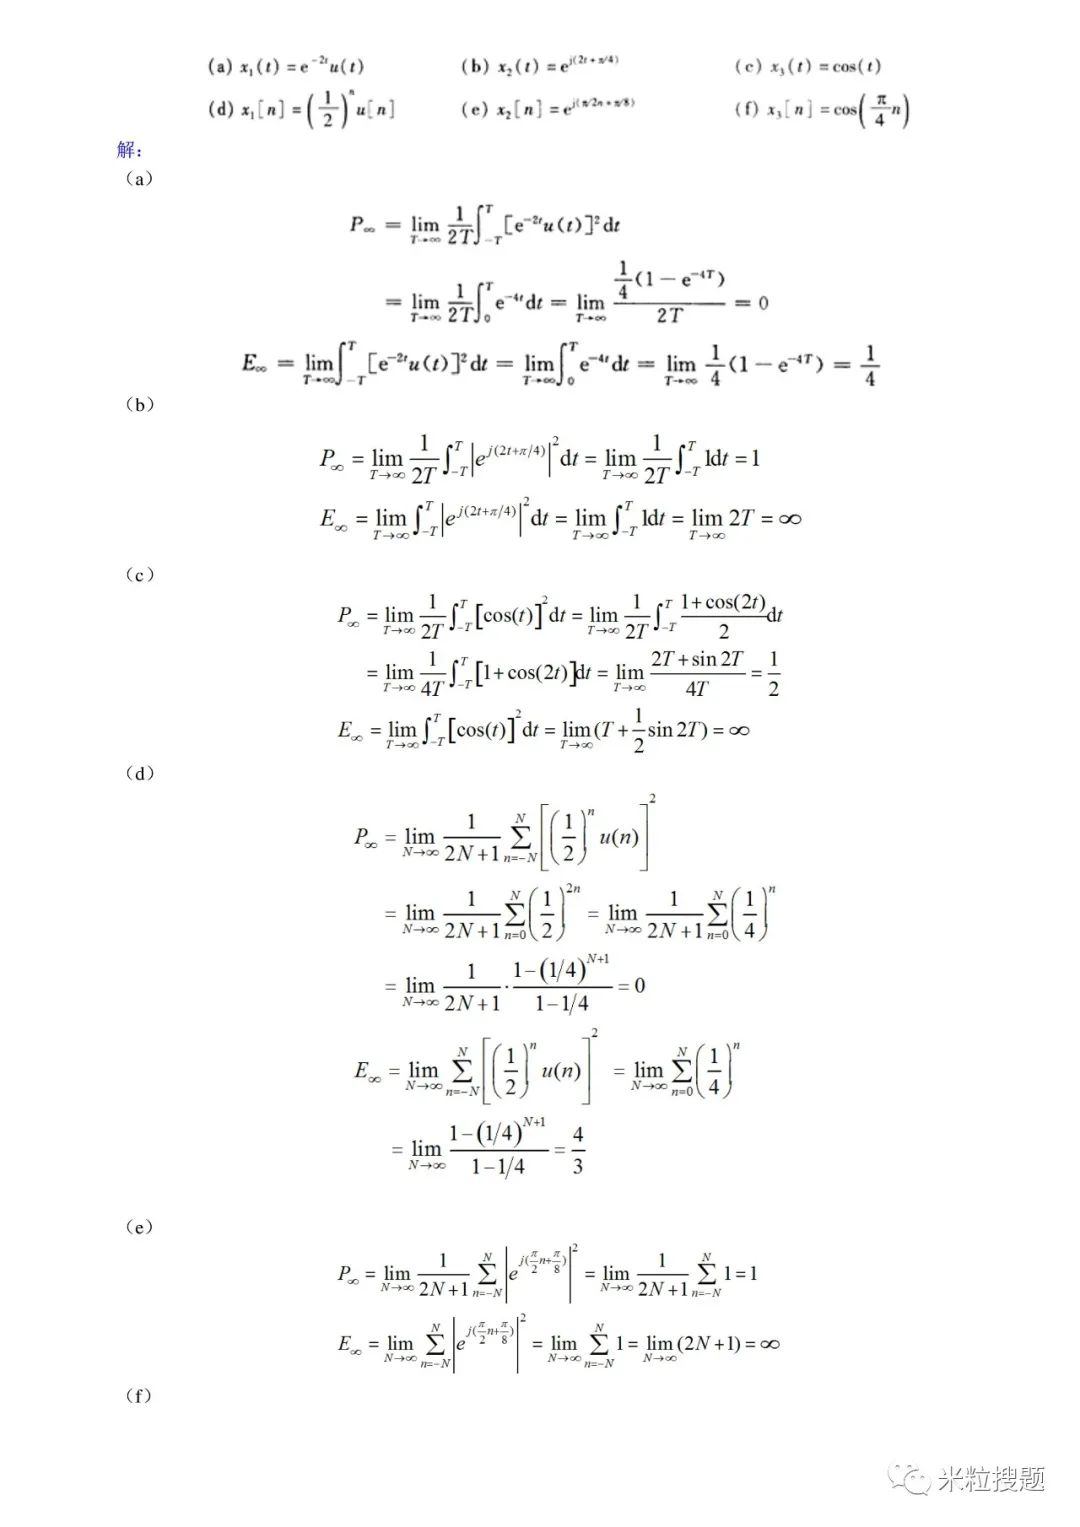 (a) x₁(t) = e⁻²ᵗu(t) (b) x₂(t) = e^{j(2t+π/4)} (c) x₃(t) = cos(t)
(d) x₁[n] = (1/2)ⁿu[n] (e) x₂[n] = e^{j(π/2n+π/8)} (f) x₃[n] = cos(π/4 n)
解:
（a）
P∞ = lim_{T→∞} 1/2T ∫_{-T}^{T} [e^{-2t}u(t)]² dt
= lim_{T→∞} 1/2T ∫_{0}^{T} e^{-4t}dt = lim_{T→∞} (1/4(1-e^{-4T}))/2T = 0
E∞ = lim_{T→∞} ∫_{-T}^{T} [e^{-2t}u(t)]² dt = lim_{T→∞} ∫_{0}^{T} e^{-4t}dt = lim_{T→∞} 1/4(1-e^{-4T}) = 1/4
（b）
P∞ = lim_{T→∞} 1/2T ∫_{-T}^{T} |e^{j(2t+π/4)}|² dt = lim_{T→∞} 1/2T ∫_{-T}^{T} 1dt = 1
E∞ = lim_{T→∞} ∫_{-T}^{T} |e^{j(2t+π/4)}|² dt = lim_{T→∞} ∫_{-T}^{T} 1dt = lim_{T→∞} 2T = ∞
（c）
P∞ = lim_{T→∞} 1/2T ∫_{-T}^{T} [cos(t)]² dt = lim_{T→∞} 1/2T ∫_{-T}^{T} (1+cos(2t))/2 dt
= lim_{T→∞} 1/4T ∫_{-T}^{T} [1+cos(2t)]dt = lim_{T→∞} (2T+sin 2T)/4T = 1/2
E∞ = lim_{T→∞} ∫_{-T}^{T} [cos(t)]² dt = lim_{T→∞} (T+1/2 sin 2T) = ∞
（d）
P∞ = lim_{N→∞} 1/(2N+1) Σ_{n=-N}^{N} [(1/2)ⁿ u(n)]²
= lim_{N→∞} 1/(2N+1) Σ_{n=0}^{N} (1/2)^{2n} = lim_{N→∞} 1/(2N+1) Σ_{n=0}^{N} (1/4)ⁿ
= lim_{N→∞} 1/(2N+1) · (1-(1/4)^{N+1})/(1-1/4) = 0
E∞ = lim_{N→∞} Σ_{n=-N}^{N} [(1/2)ⁿ u(n)]² = lim_{N→∞} Σ_{n=0}^{N} (1/4)ⁿ
= lim_{N→∞} (1-(1/4)^{N+1})/(1-1/4) = 4/3
（e）
P∞ = lim_{N→∞} 1/(2N+1) Σ_{n=-N}^{N} |e^{j(π/2 n+π/8)}|² = lim_{N→∞} 1/(2N+1) Σ_{n=-N}^{N} 1 = 1
E∞ = lim_{N→∞} Σ_{n=-N}^{N} |e^{j(π/2 n+π/8)}|² = lim_{N→∞} Σ_{n=-N}^{N} 1 = lim_{N→∞} (2N+1) = ∞
（f）
米粒搜题